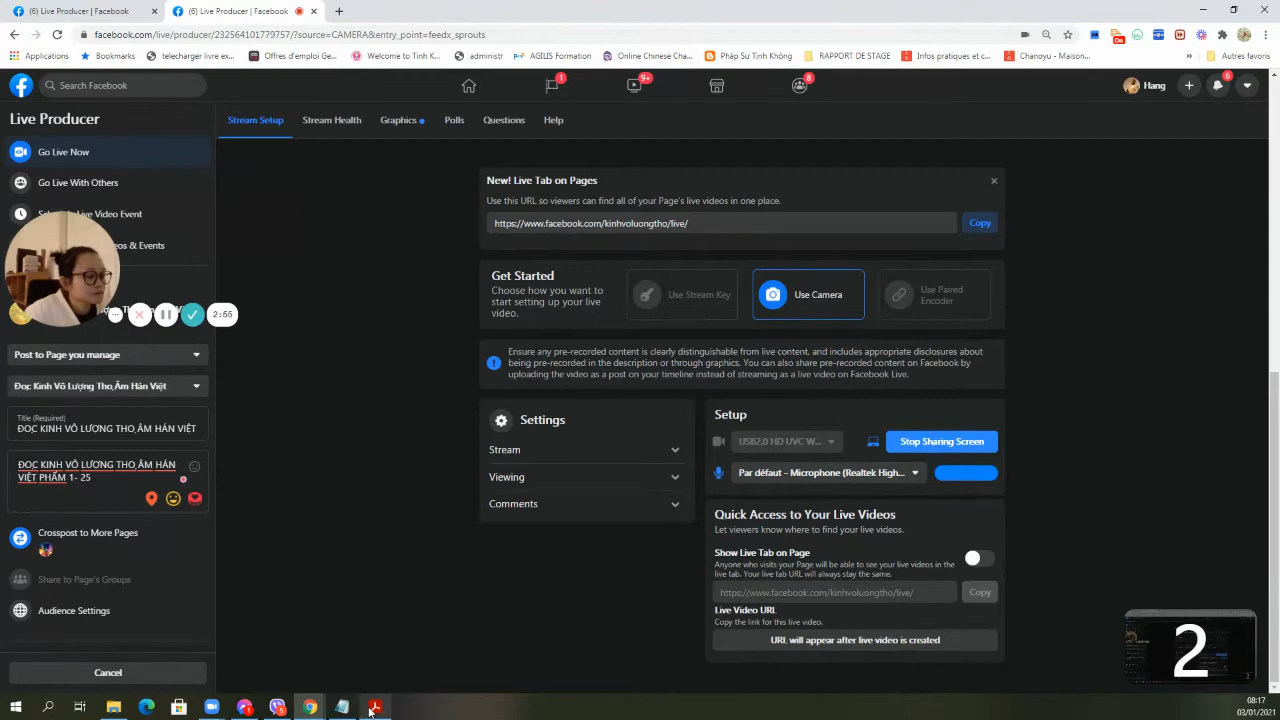 (6) Live Producer | Facebook
(6) Live Producer | Facebook
facebook.com/live/producer/232564101779757/?source=CAMERA&entry_point=feedx_sprouts
Applications
Boutique
telecharger livre ex...
Offres d'emploi Ge...
Welcome to Tinh K...
administr
AGILIS Formation
Online Chinese Cha...
Pháp Sư Tịnh Không
RAPPORT DE STAGE
Infos pratiques et c...
Chanoyu - Maison...
»
Autres favoris
Search Facebook
1
9+
8
Hang
6
Live Producer
Stream Setup
Stream Health
Graphics
Polls
Questions
Help
Go Live Now
Go Live With Others
Live Video Event
s & Events
2:55
Post to Page you manage
Đọc Kinh Vô Lượng Thọ,Âm Hán Việt
Title (Required)
ĐỌC KINH VÔ LƯỢNG THỌ,ÂM HÁN VIỆT
ĐỌC KINH VÔ LƯỢNG THỌ,ÂM HÁN
VIỆT PHẨM 1- 25
Crosspost to More Pages
Share to Page's Groups
Audience Settings
Cancel
New! Live Tab on Pages
Use this URL so viewers can find all of your Page's live videos in one place.
https://www.facebook.com/kinhvoluongtho/live/
Copy
Get Started
Choose how you want to
start setting up your live
video.
Use Stream Key
Use Camera
Use Paired
Encoder
Ensure any pre-recorded content is clearly distinguishable from live content, and includes appropriate disclosures about
being pre-recorded in the description or through graphics. You can also share pre-recorded content on Facebook by
uploading the video as a post on your timeline instead of streaming as a live video on Facebook Live.
Settings
Stream
Viewing
Comments
Setup
USB2.0 HD UVC W...
Stop Sharing Screen
Par défaut - Microphone (Realtek High...
Quick Access to Your Live Videos
Let viewers know where to find your live videos.
Show Live Tab on Page
Anyone who visits your Page will be able to see your live videos in the
live tab. Your live tab URL will always stay the same.
https://www.facebook.com/kinhvoluongtho/live/
Copy
Live Video URL
Copy the link for this live video.
URL will appear after live video is created
2
08:17
03/01/2021